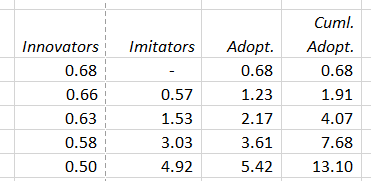 Cuml.
Innovators Imitators Adopt. Adopt.
0.68 - 0.68 0.68
0.66 0.57 1.23 1.91
0.63 1.53 2.17 4.07
0.58 3.03 3.61 7.68
0.50 4.92 5.42 13.10